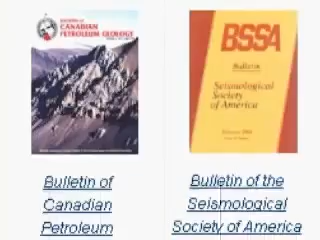 BULLETIN OF
CANADIAN
PETROLEUM GEOLOGY
BSSA
Bulletin
Seismological
Society
of America
Bulletin of
Canadian
Petroleum
Bulletin of the
Seismological
Society of America